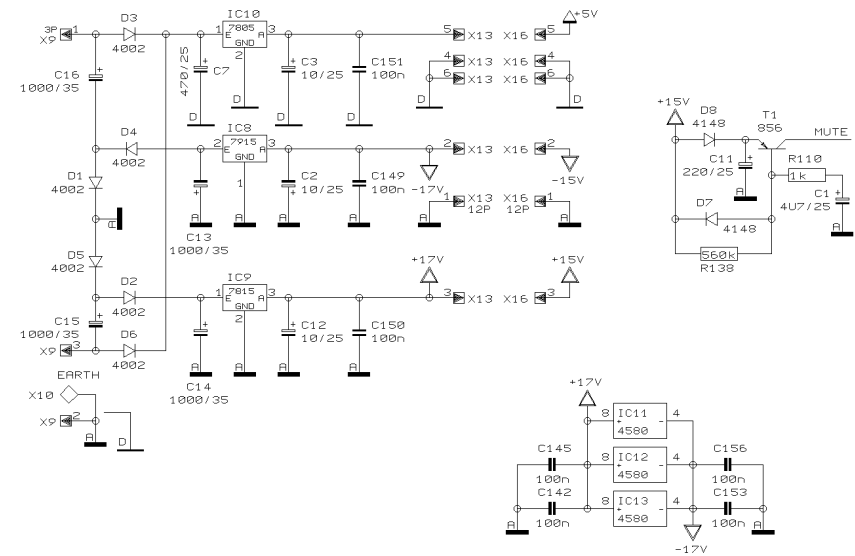 3P
X9
1
D3
4002
C16
1000/35
470/25
C7
IC10
7805
1
E
A
3
GND
2
C3
10/25
C151
100n
5
X13
X16
5
+5V
4
X13
X16
4
6
X13
X16
6
D
D
D
D
D
D
D4
4002
D1
4002
A
IC8
7915
2
E
A
3
GND
1
C13
1000/35
C2
10/25
C149
100n
-17V
2
X13
X16
2
-15V
1
X13
12P
X16
1
12P
A
A
A
A
A
A
D5
4002
D2
4002
C15
1000/35
3
X9
D6
4002
IC9
7815
1
E
A
3
GND
2
C14
1000/35
C12
10/25
C150
100n
+17V
3
X13
X16
3
+15V
A
A
A
A
EARTH
X10
X9
2
A
D
+15V
D8
4148
T1
856
MUTE
C11
220/25
A
R110
1k
C1
4U7/25
A
D7
4148
560k
R138
+17V
8
IC11
4
+
-
4580
C145
100n
8
IC12
4
+
-
4580
C156
100n
C142
100n
8
IC13
4
+
-
4580
C153
100n
A
A
-17V